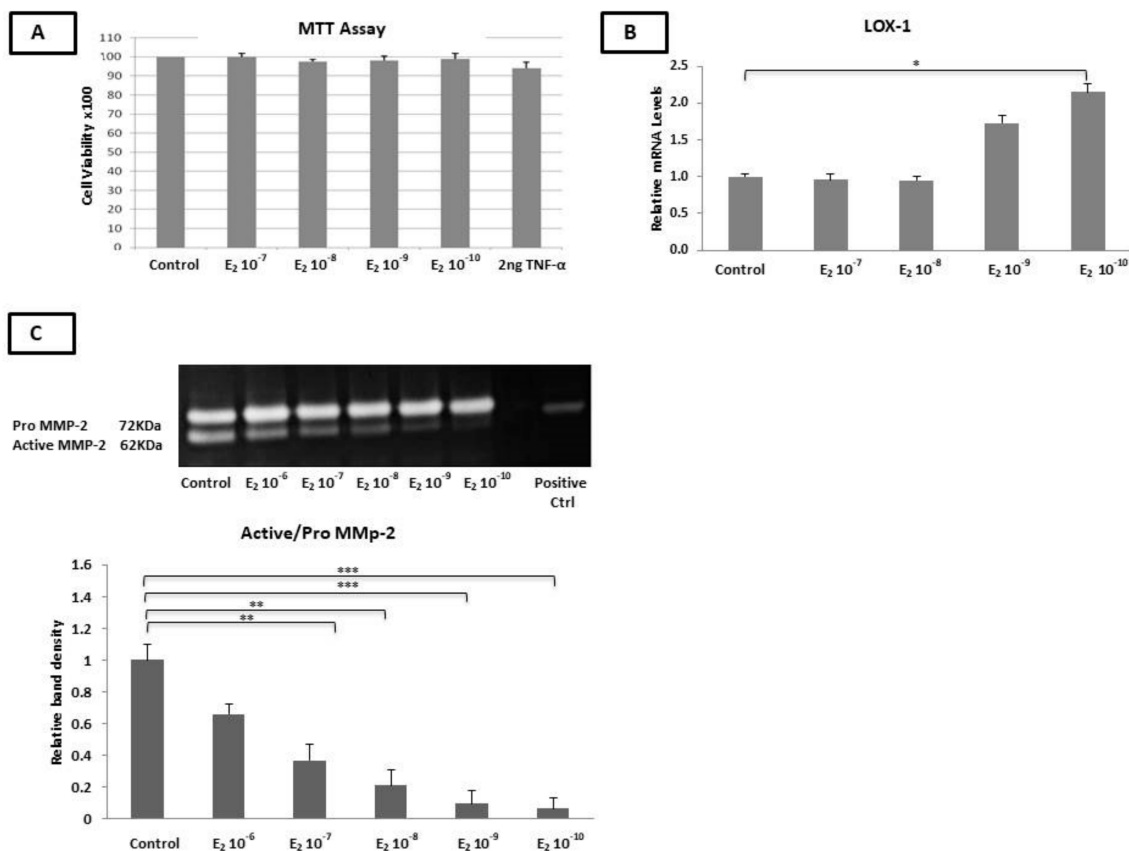 A
MTT Assay
Cell Viability x100
110
100
90
80
70
60
50
40
30
20
10
0
Control E₂ 10⁻⁷ E₂ 10⁻⁸ E₂ 10⁻⁹ E₂ 10⁻¹⁰ 2ng TNF-α
B
LOX-1
Relative mRNA Levels
2.5
2.0
1.5
1.0
0.5
0.0
*
Control E₂ 10⁻⁷ E₂ 10⁻⁸ E₂ 10⁻⁹ E₂ 10⁻¹⁰
C
Pro MMP-2 72KDa
Active MMP-2 62KDa
Control E₂ 10⁻⁶ E₂ 10⁻⁷ E₂ 10⁻⁸ E₂ 10⁻⁹ E₂ 10⁻¹⁰ Positive
Ctrl
Active/Pro MMp-2
Relative band density
1.6
1.4
1.2
1
0.8
0.6
0.4
0.2
0
***
***
**
**
Control E₂ 10⁻⁶ E₂ 10⁻⁷ E₂ 10⁻⁸ E₂ 10⁻⁹ E₂ 10⁻¹⁰